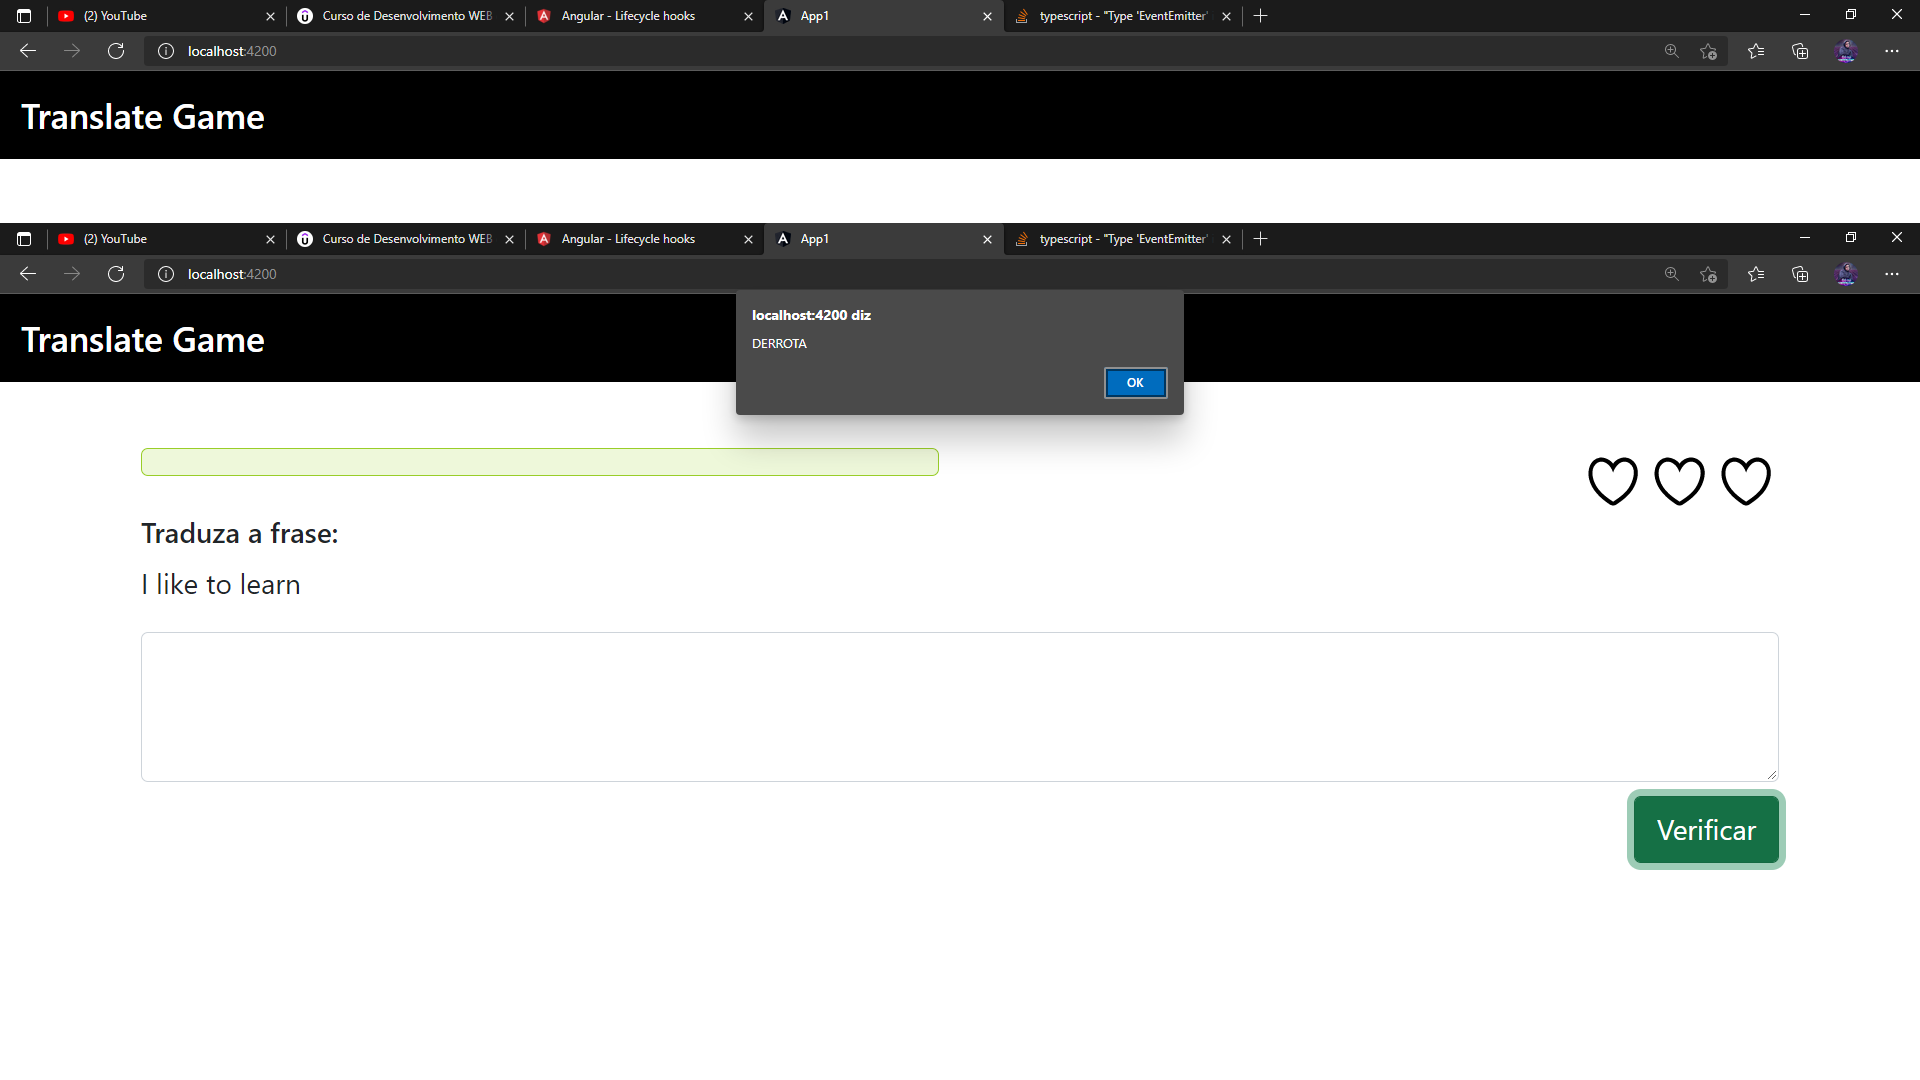 (2) YouTube
Curso de Desenvolvimento WEB
Angular - Lifecycle hooks
App1
typescript - "Type 'EventEmitter'
localhost:4200
Translate Game
(2) YouTube
Curso de Desenvolvimento WEB
Angular - Lifecycle hooks
App1
typescript - "Type 'EventEmitter'
localhost:4200
Translate Game
localhost:4200 diz
DERROTA
OK
Traduza a frase:
I like to learn
Verificar